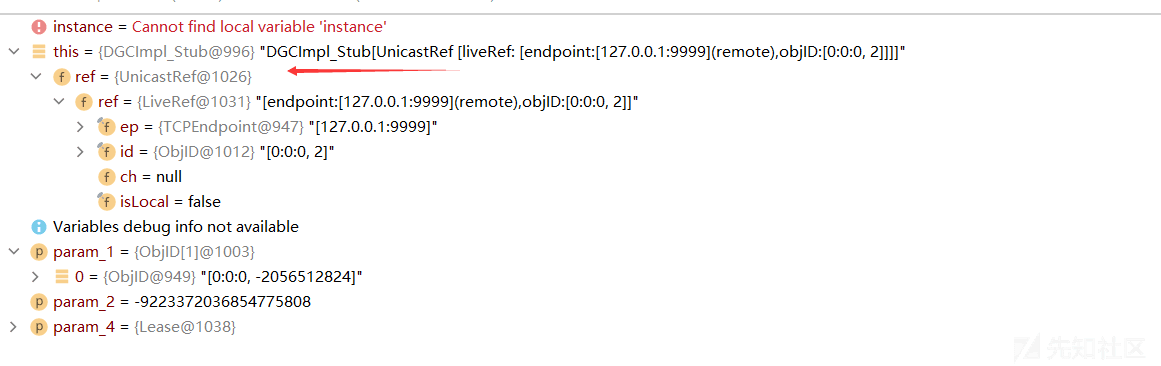 instance = Cannot find local variable 'instance'
this = {DGCImpl_Stub@996} "DGCImpl_Stub[UnicastRef [liveRef: [endpoint:[127.0.0.1:9999](remote),objID:[0:0:0, 2]]]]"
f ref = {UnicastRef@1026}
f ref = {LiveRef@1031} "[endpoint:[127.0.0.1:9999](remote),objID:[0:0:0, 2]]"
f ep = {TCPEndpoint@947} "[127.0.0.1:9999]"
f id = {ObjID@1012} "[0:0:0, 2]"
f ch = null
f isLocal = false
Variables debug info not available
p param_1 = {ObjID[1]@1003}
0 = {ObjID@949} "[0:0:0, -2056512824]"
p param_2 = -9223372036854775808
p param_4 = {Lease@1038}
先知社区